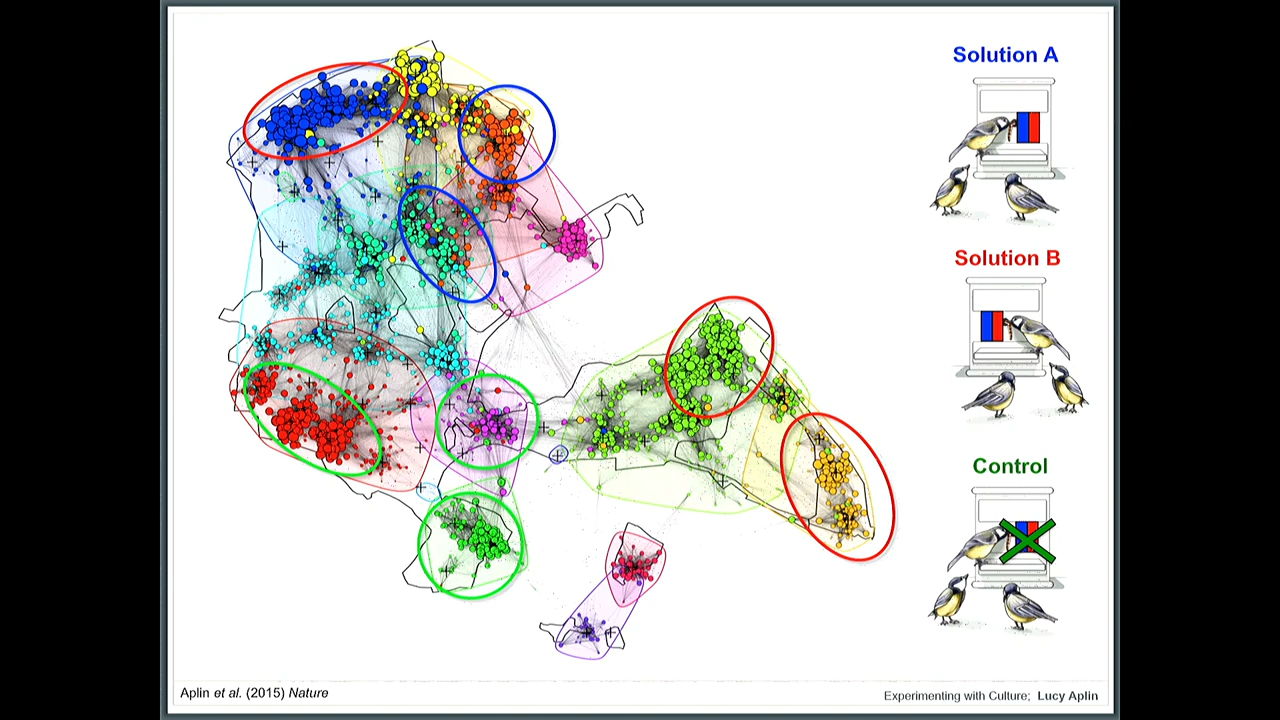 Solution A
Solution B
Control
Aplin et al. (2015) Nature
Experimenting with Culture; Lucy Aplin